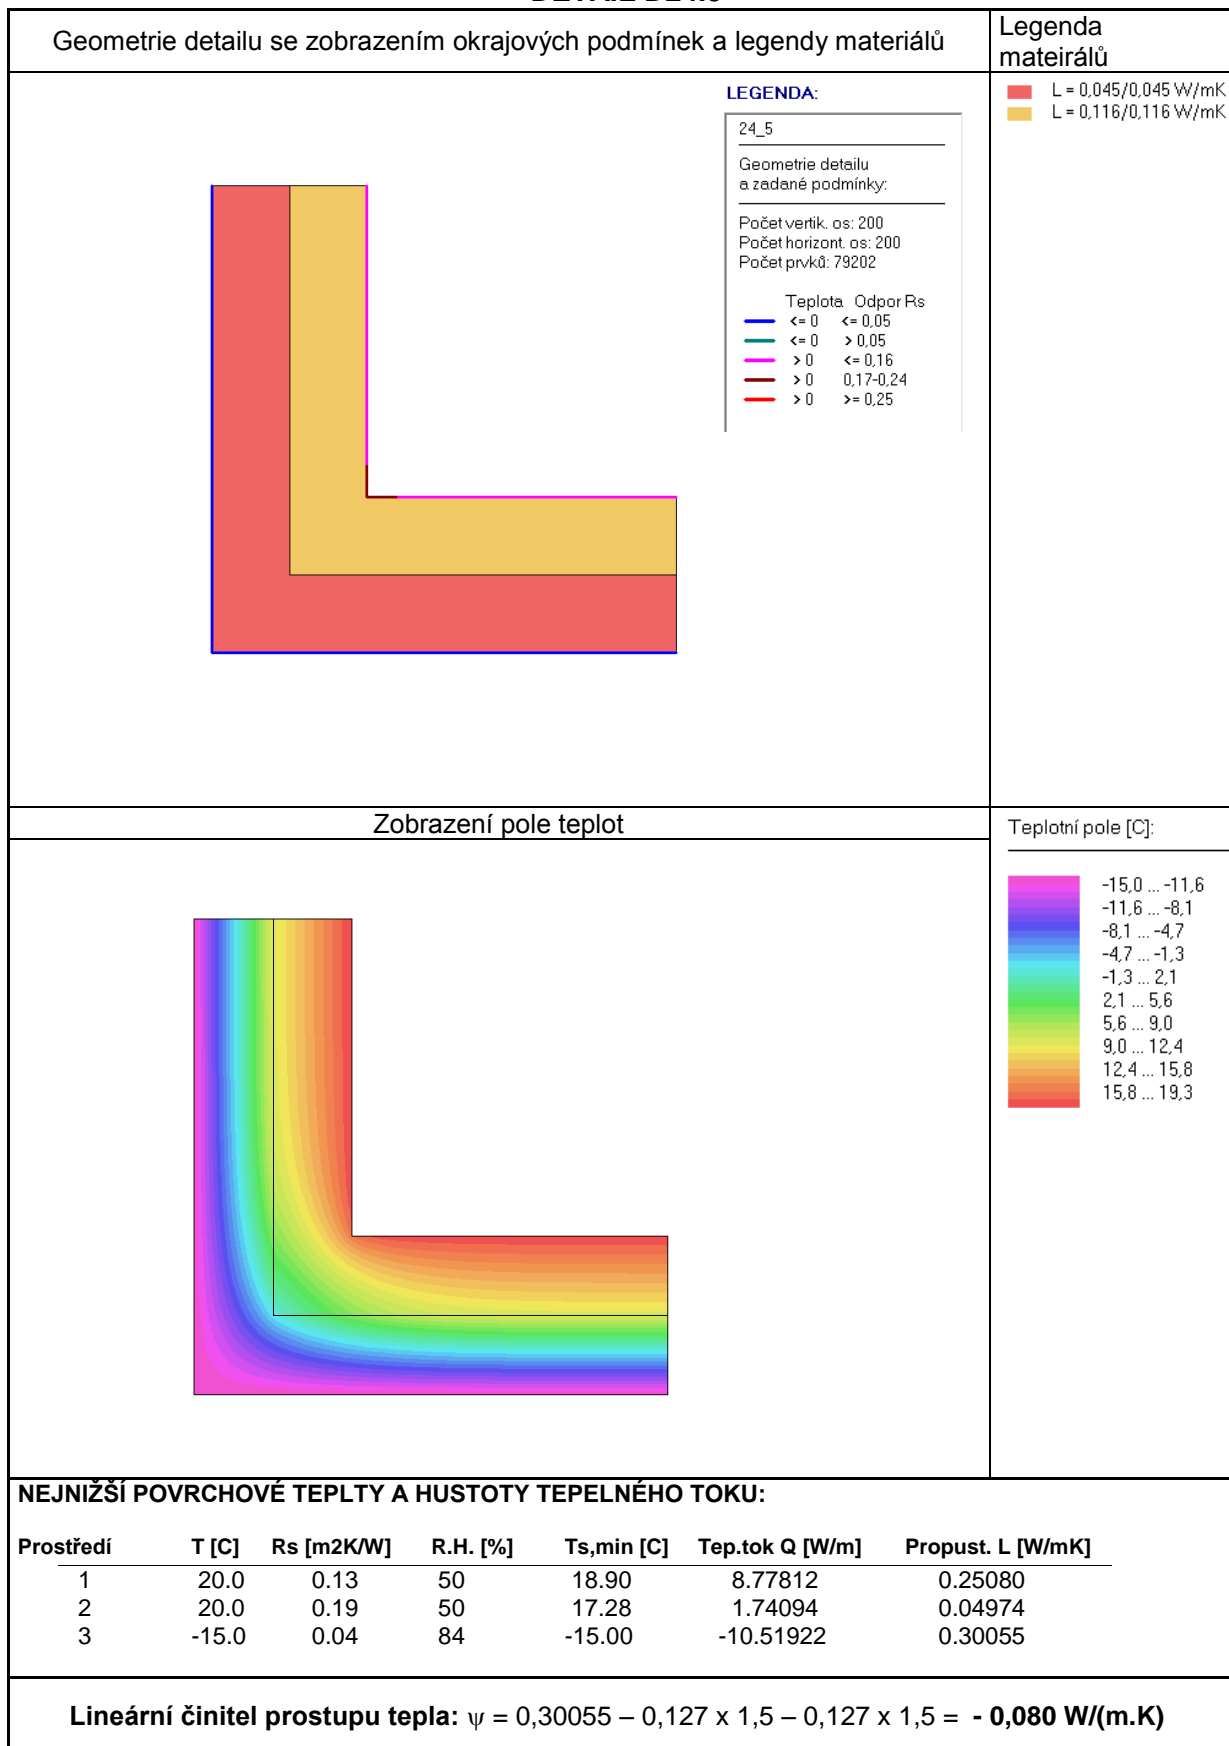 Geometrie detailu se zobrazením okrajových podmínek a legendy materiálů
Legenda
mateirálů
LEGENDA:
24_5
Geometrie detailu
a zadané podmínky:
Počet vertik. os: 200
Počet horizont. os: 200
Počet prvků: 79202
Teplota Odpor Rs
<= 0 <= 0,05
<= 0 > 0,05
> 0 <= 0,16
> 0 0,17-0,24
> 0 >= 0,25
L = 0,045/0,045 W/mK
L = 0,116/0,116 W/mK
Zobrazení pole teplot
Teplotní pole [C]:
-15,0 ... -11,6
-11,6 ... -8,1
-8,1 ... -4,7
-4,7 ... -1,3
-1,3 ... 2,1
2,1 ... 5,6
5,6 ... 9,0
9,0 ... 12,4
12,4 ... 15,8
15,8 ... 19,3
NEJNIŽŠÍ POVRCHOVÉ TEPLTY A HUSTOTY TEPELNÉHO TOKU:
Prostředí T [C] Rs [m2K/W] R.H. [%] Ts,min [C] Tep.tok Q [W/m] Propust. L [W/mK]
1 20.0 0.13 50 18.90 8.77812 0.25080
2 20.0 0.19 50 17.28 1.74094 0.04974
3 -15.0 0.04 84 -15.00 -10.51922 0.30055
Lineární činitel prostupu tepla: ψ = 0,30055 – 0,127 x 1,5 – 0,127 x 1,5 = - 0,080 W/(m.K)